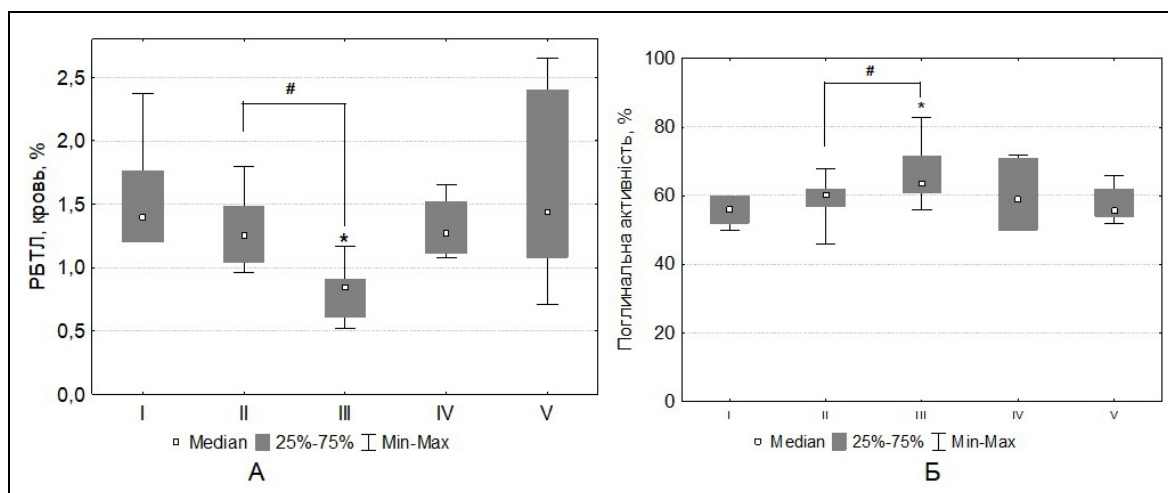 РБТЛ, кровь, %
2,5
2,0
1,5
1,0
0,5
0,0
#
*
I II III IV V
Median 25%-75% Min-Max
А
Поглинальна активність, %
100
80
60
40
20
0
#
*
I II III IV V
Median 25%-75% Min-Max
Б